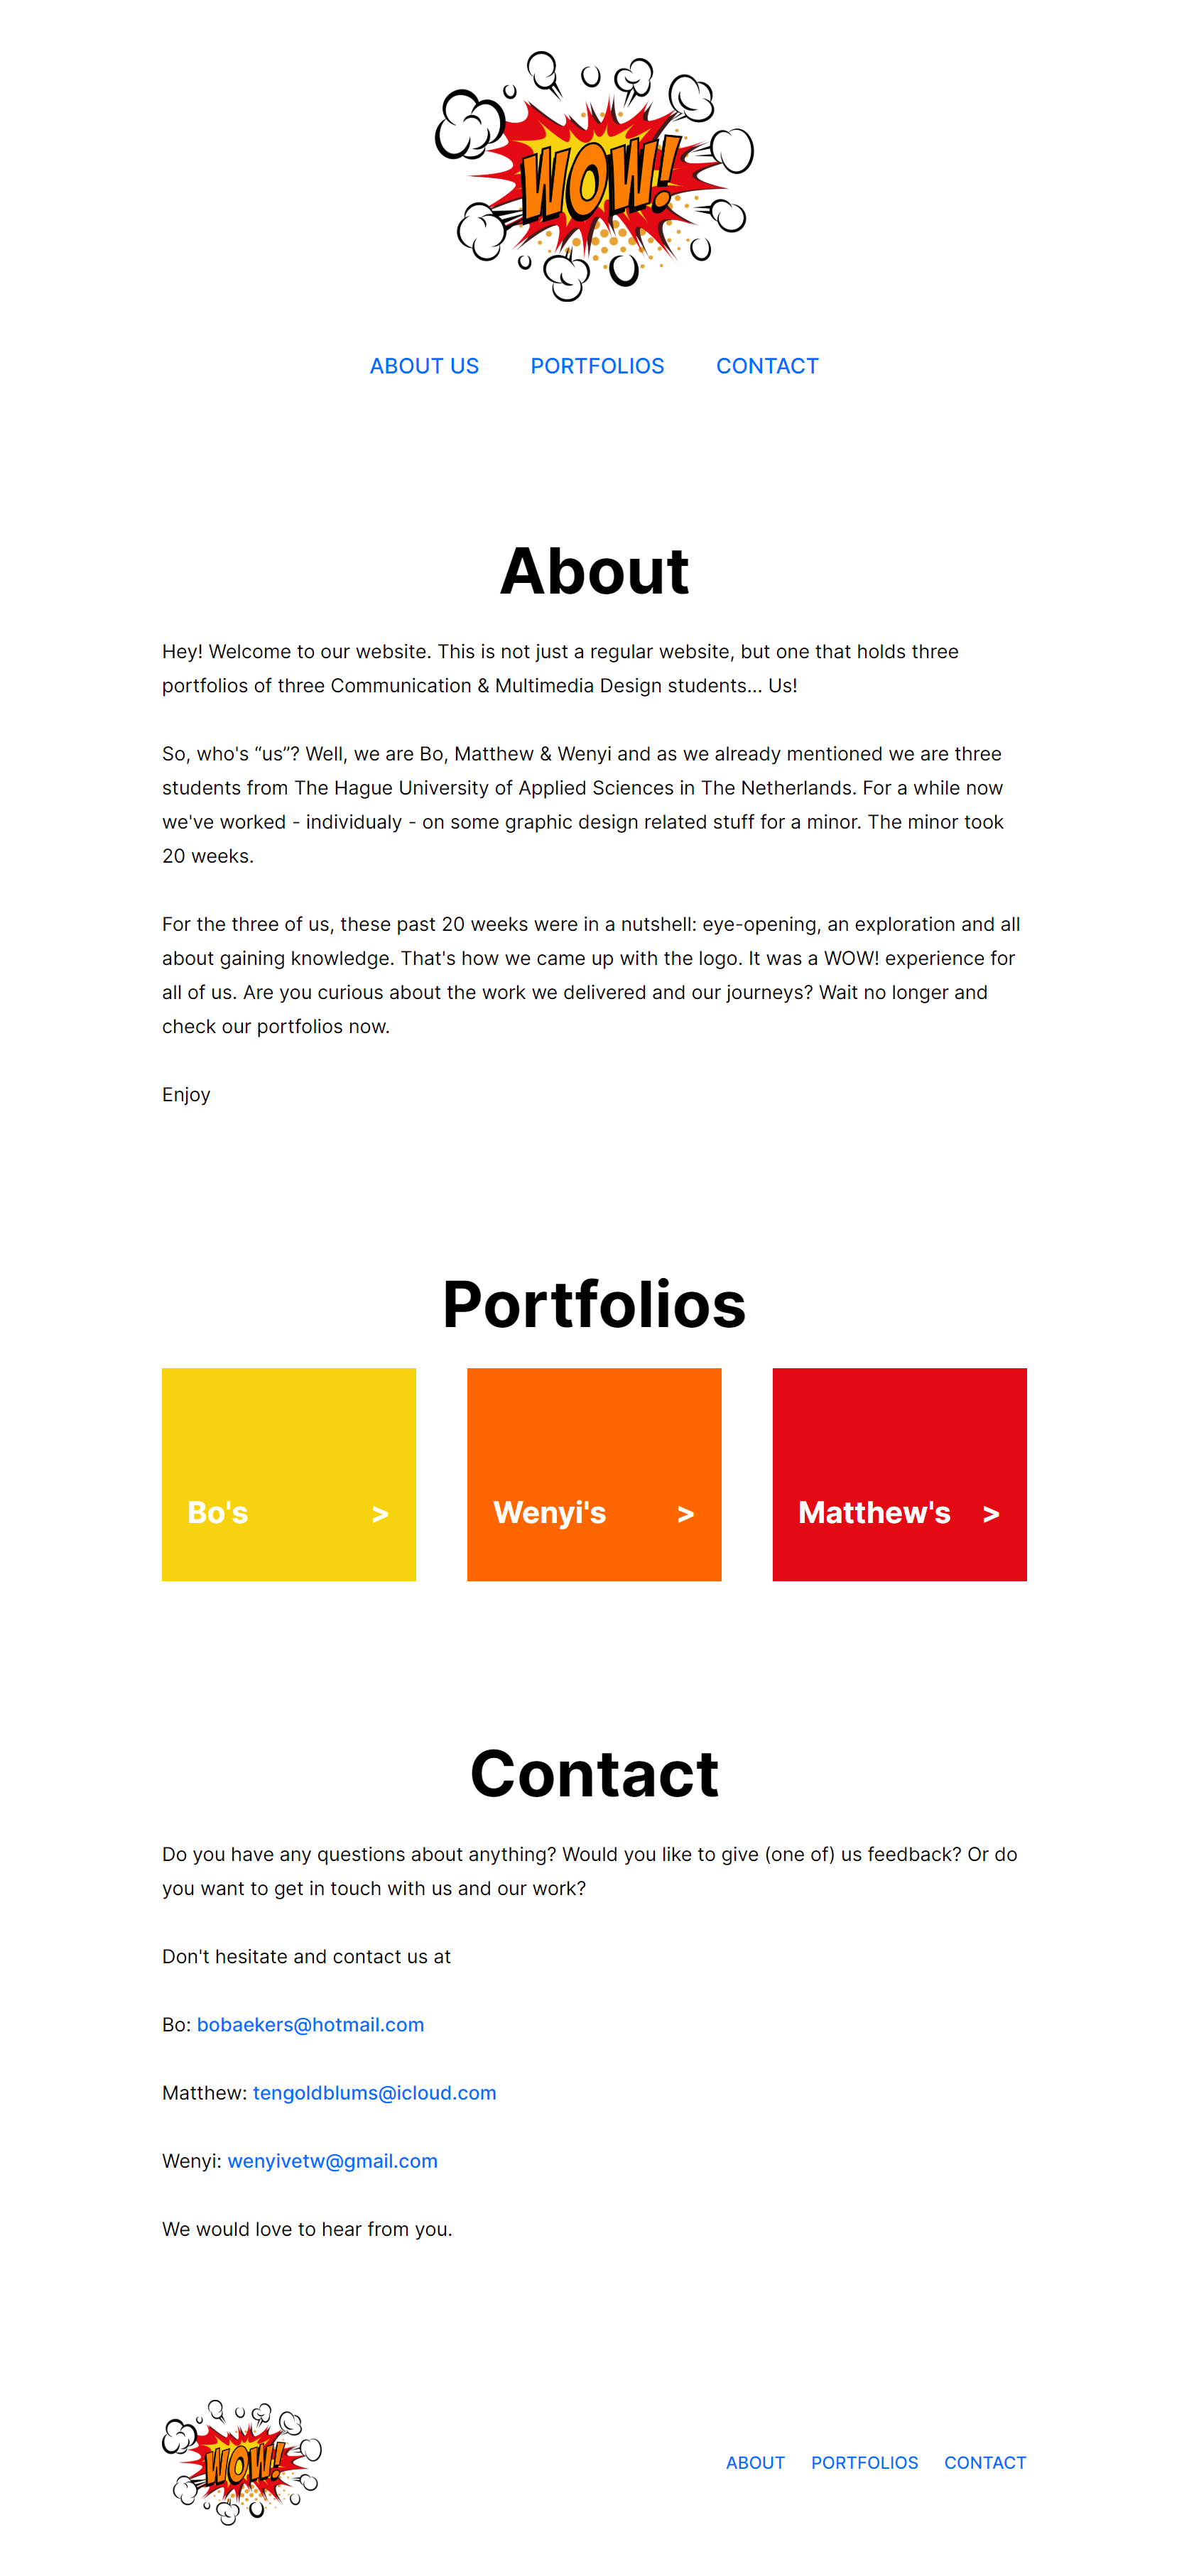 WOW!
ABOUT US PORTFOLIOS CONTACT
About
Hey! Welcome to our website. This is not just a regular website, but one that holds three
portfolios of three Communication & Multimedia Design students... Us!
So, who's “us”? Well, we are Bo, Matthew & Wenyi and as we already mentioned we are three
students from The Hague University of Applied Sciences in The Netherlands. For a while now
we've worked - individualy - on some graphic design related stuff for a minor. The minor took
20 weeks.
For the three of us, these past 20 weeks were in a nutshell: eye-opening, an exploration and all
about gaining knowledge. That's how we came up with the logo. It was a WOW! experience for
all of us. Are you curious about the work we delivered and our journeys? Wait no longer and
check our portfolios now.
Enjoy
Portfolios
Bo's > Wenyi's > Matthew's >
Contact
Do you have any questions about anything? Would you like to give (one of) us feedback? Or do
you want to get in touch with us and our work?
Don't hesitate and contact us at
Bo: bobaekers@hotmail.com
Matthew: tengoldblums@icloud.com
Wenyi: wenyivetw@gmail.com
We would love to hear from you.
WOW!
ABOUT PORTFOLIOS CONTACT